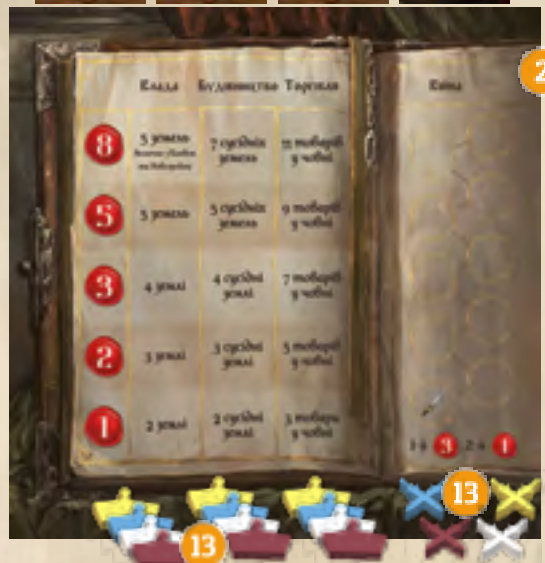 Влада Будівництво Торгівля Війна
2
8
5 земель
7 сусідніх земель
11 товарів у човні
5
5 земель
5 сусідніх земель
9 товарів у човні
3
4 землі
4 сусідні землі
7 товарів у човні
2
3 землі
3 сусідні землі
5 товарів у човні
1
2 землі
2 сусідні землі
3 товари у човні
3 2 1
13
13